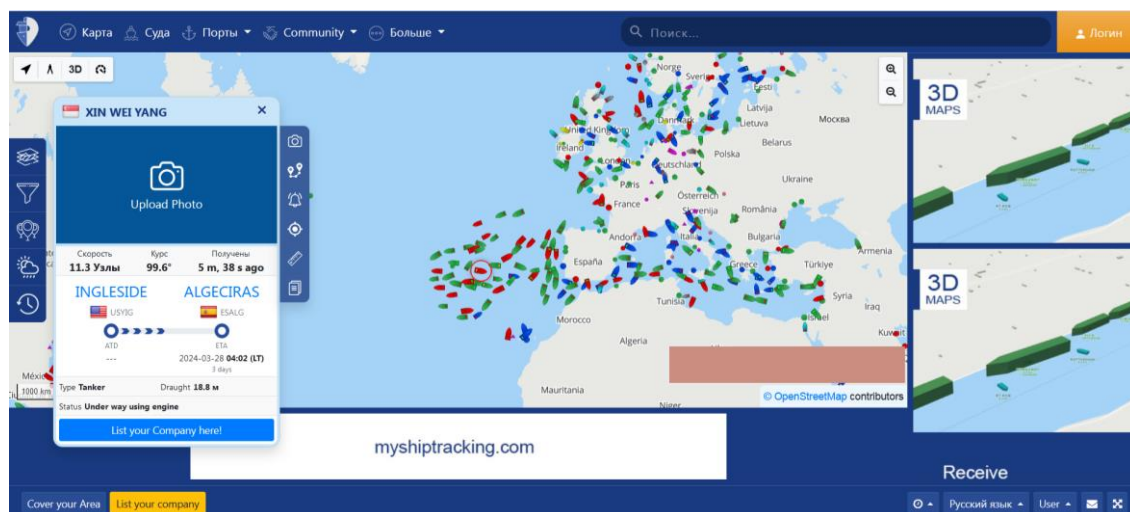 Карта
Суда
Порты
Community
Больше
Поиск...
Логин
3D
XIN WEI YANG
Upload Photo
Скорость
Курс
Получены
11.3 Узлы
99.6°
5 m, 38 s ago
INGLESIDE
ALGECIRAS
USYIG
ESALG
ATD
ETA
---
2024-03-28 04:02 (LT)
3 days
Type Tanker
Draught 18.8 м
Status Under way using engine
List your Company here!
1000 km
Norge
Eesti
Latvija
Lietuva
Москва
Danmark
United Kingdom
Ireland
London
Belarus
Polska
Deutschland
Paris
Ukraine
Österreich
France
Slovenija
România
Andorra
Italia
Bulgaria
Armenia
España
Greece
Türkiye
Tunisia
Syria
Iraq
Israel
Morocco
Kuwait
Algeria
Mauritania
Niger
© OpenStreetMap contributors
3D
MAPS
3D
MAPS
myshiptracking.com
Receive
Cover your Area
List your company
Русский язык
User